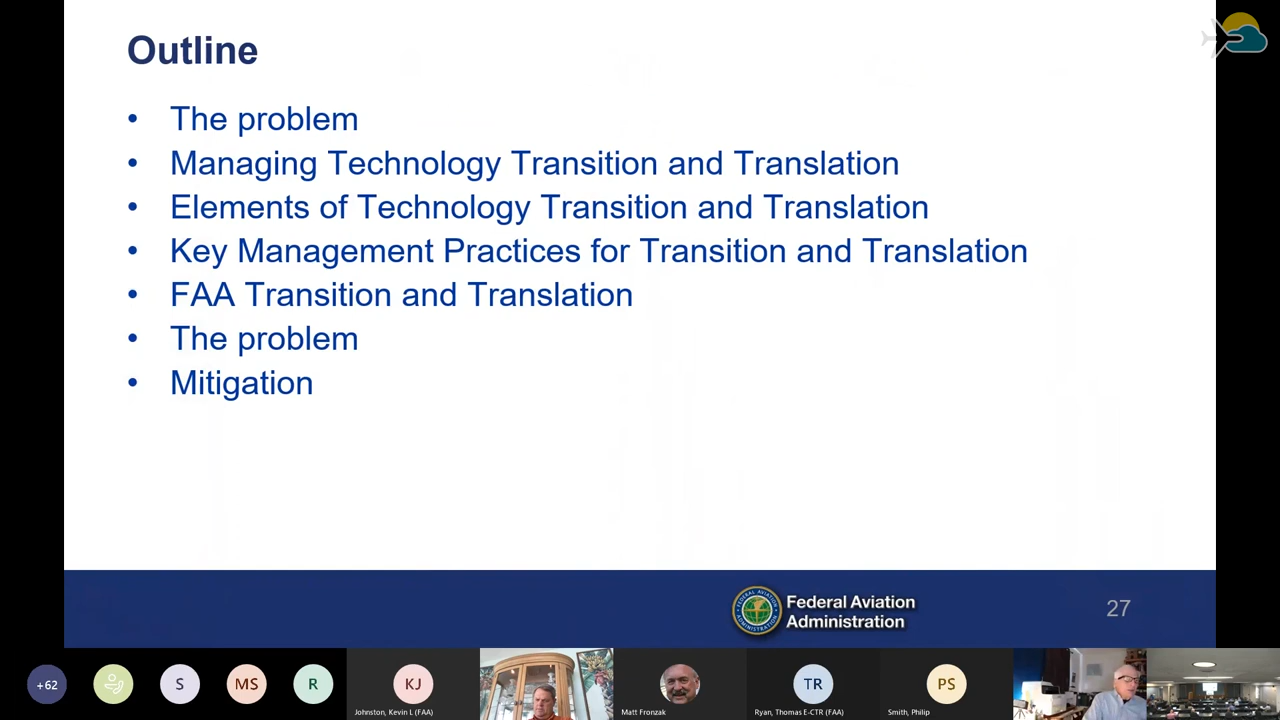 Outline
• The problem
• Managing Technology Transition and Translation
• Elements of Technology Transition and Translation
• Key Management Practices for Transition and Translation
• FAA Transition and Translation
• The problem
• Mitigation
Federal Aviation
Administration
27
+62
S
MS
R
KJ
TR
PS
Johnston, Kevin L (FAA)
Matt Fronzak
Ryan, Thomas E-CTR (FAA)
Smith, Philip